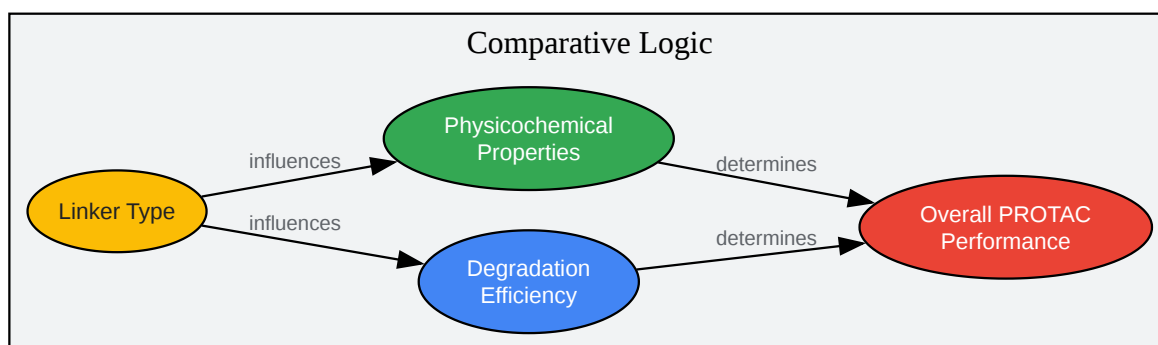 Comparative Logic
Linker Type
influences
influences
Physicochemical
Properties
Degradation
Efficiency
determines
determines
Overall PROTAC
Performance